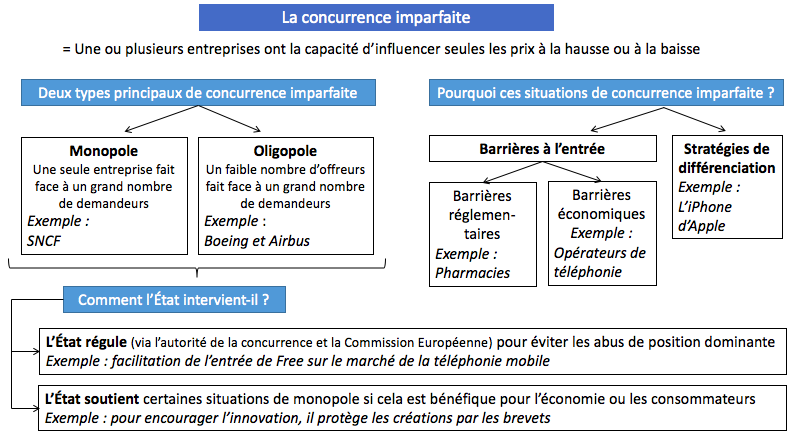 La concurrence imparfaite
= Une ou plusieurs entreprises ont la capacité d’influencer seules les prix à la hausse ou à la baisse
Deux types principaux de concurrence imparfaite
Monopole
Une seule entreprise fait
face à un grand nombre
de demandeurs
Exemple :
SNCF
Oligopole
Un faible nombre d’offreurs
fait face à un grand nombre
de demandeurs
Exemple :
Boeing et Airbus
Pourquoi ces situations de concurrence imparfaite ?
Barrières à l’entrée
Barrières
réglemen-
taires
Exemple :
Pharmacies
Barrières
économiques
Exemple :
Opérateurs de
téléphonie
Stratégies de
différenciation
Exemple :
L’iPhone
d’Apple
Comment l’État intervient-il ?
L’État régule (via l’autorité de la concurrence et la Commission Européenne) pour éviter les abus de position dominante
Exemple : facilitation de l’entrée de Free sur le marché de la téléphonie mobile
L’État soutient certaines situations de monopole si cela est bénéfique pour l’économie ou les consommateurs
Exemple : pour encourager l’innovation, il protège les créations par les brevets